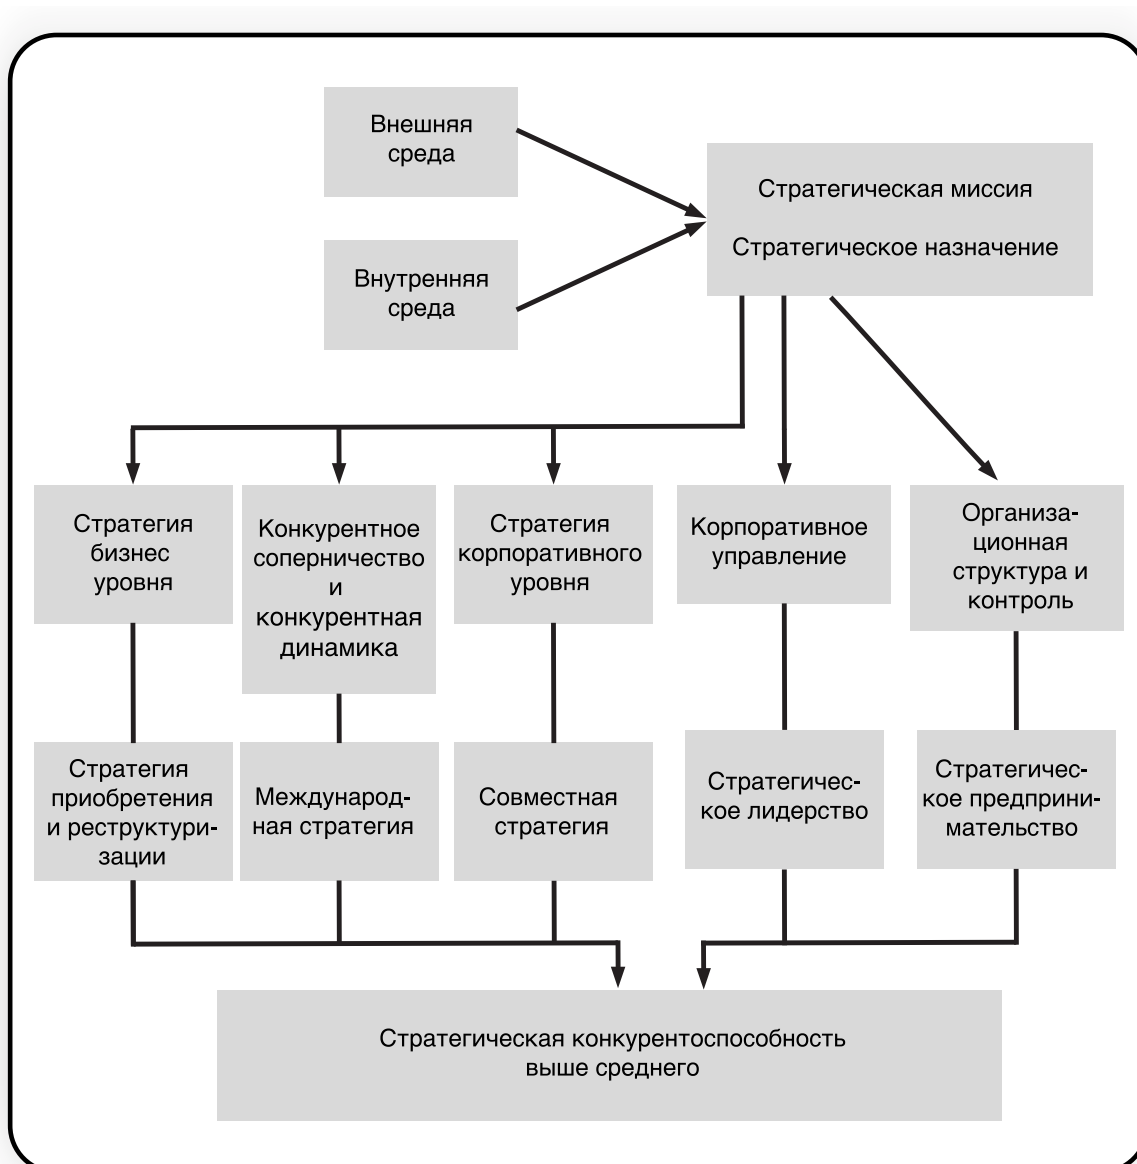 Внешняя
среда
Стратегическая миссия
Стратегическое назначение
Внутренняя
среда
Стратегия
бизнес
уровня
Конкурентное
соперничество
и
конкурентная
динамика
Стратегия
корпоративного
уровня
Корпоративное
управление
Организа-
ционная
структура и
контроль
Стратегия
приобретения
и реструктури-
зации
Международ-
ная стратегия
Совместная
стратегия
Стратегичес-
кое лидерство
Стратегичес-
кое предприни-
мательство
Стратегическая конкурентоспособность
выше среднего